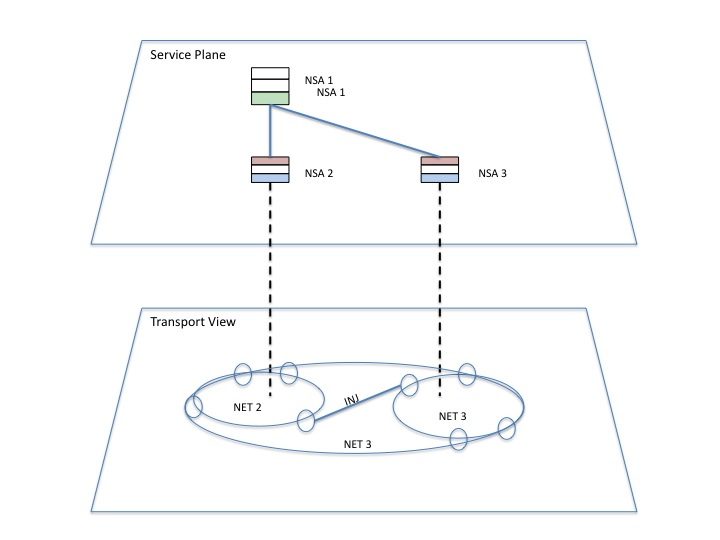 Service Plane
NSA 1
NSA 1
NSA 2
NSA 3
Transport View
INJ
NET 2
NET 3
NET 3